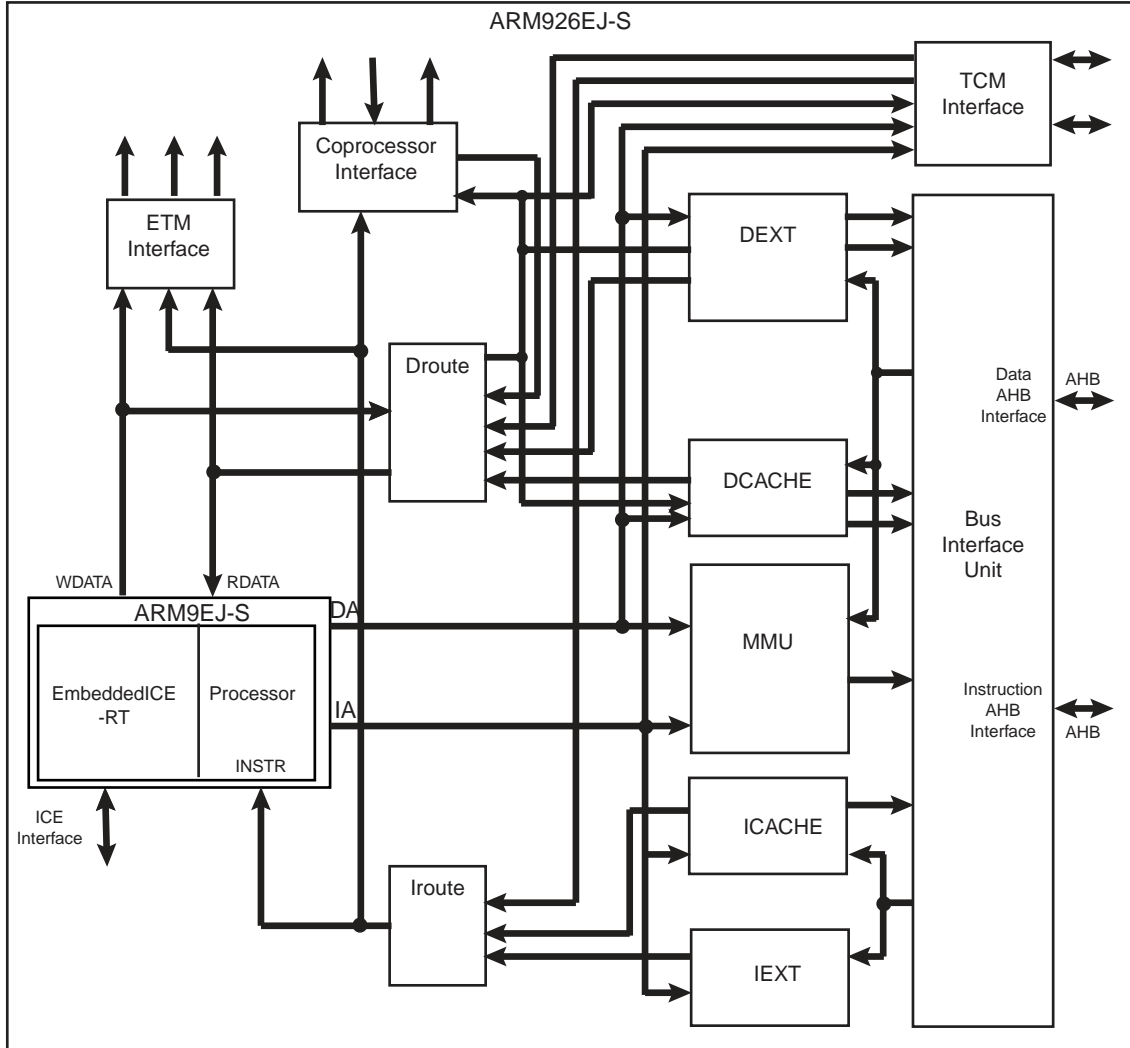 ARM926EJ-S
TCM
Interface
Coprocessor
Interface
ETM
Interface
DEXT
Droute
Data
AHB
Interface
AHB
DCACHE
Bus
Interface
Unit
WDATA
RDATA
ARM9EJ-S
DA
MMU
EmbeddedICE
-RT
Processor
IA
Instruction
AHB
Interface
AHB
INSTR
ICE
Interface
ICACHE
Iroute
IEXT